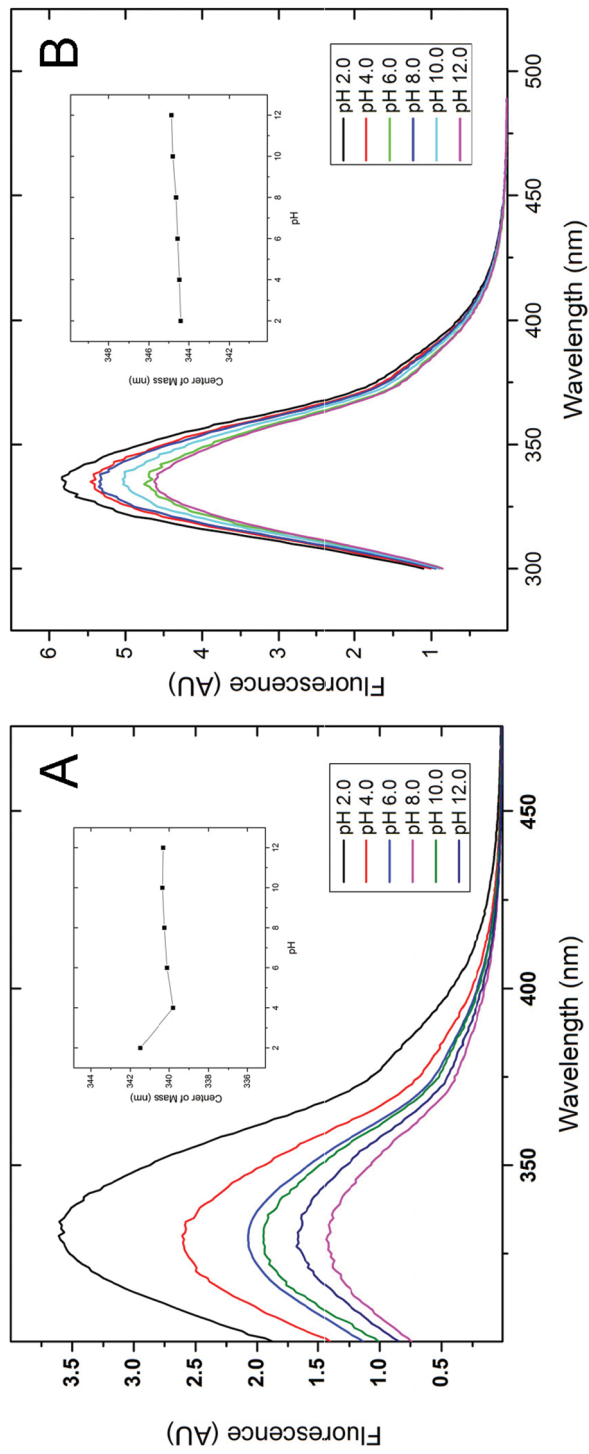 A
3.5
3.0
2.5
2.0
1.5
1.0
0.5
Fluorescence (AU)
350
400
450
Wavelength (nm)
344
342
340
338
336
Center of Mass (nm)
2
4
6
8
10
12
pH
pH 2.0
pH 4.0
pH 6.0
pH 8.0
pH 10.0
pH 12.0
B
6
5
4
3
2
1
Fluorescence (AU)
300
350
400
450
500
Wavelength (nm)
348
346
344
342
Center of Mass (nm)
2
4
6
8
10
12
pH
pH 2.0
pH 4.0
pH 6.0
pH 8.0
pH 10.0
pH 12.0